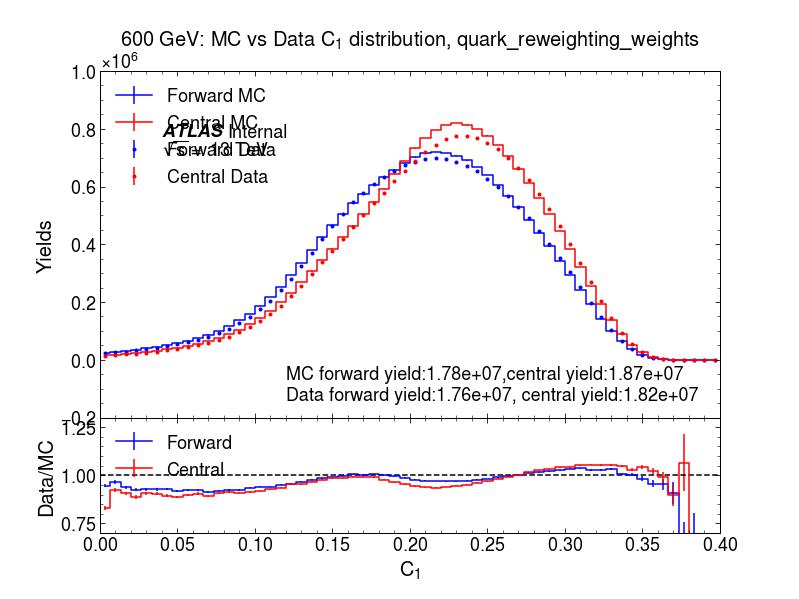 600 GeV: MC vs Data C₁ distribution, quark_reweighting_weights
×10⁶
1.0
0.8
0.6
0.4
0.2
0.0
0.2
Yields
Forward MC
Central MC
ATLAS Internal
√s = 13 TeV
Forward Data
Central Data
MC forward yield:1.78e+07,central yield:1.87e+07
Data forward yield:1.76e+07, central yield:1.82e+07
1.25
1.00
0.75
Data/MC
Forward
Central
0.00 0.05 0.10 0.15 0.20 0.25 0.30 0.35 0.40
C₁